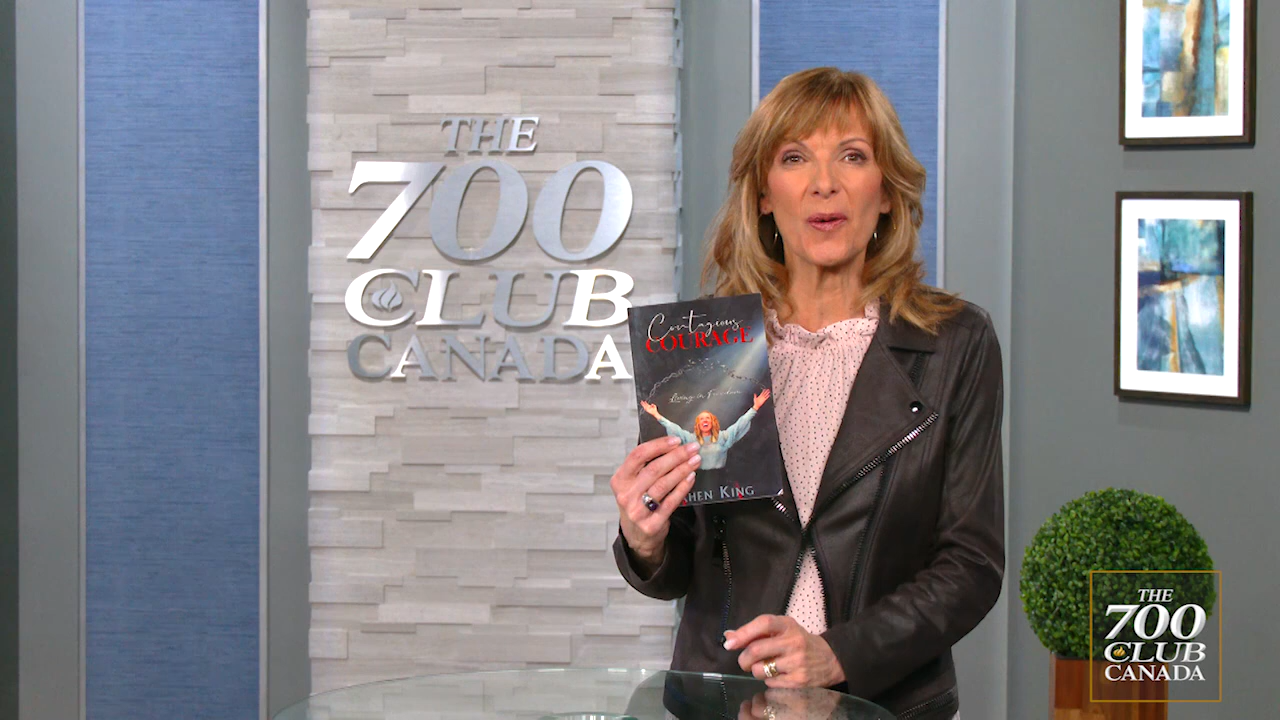 THE
700
CLUB
CANADA
Contagious
COURAGE
Living in Freedom
KING
THE
700
CLUB
CANADA